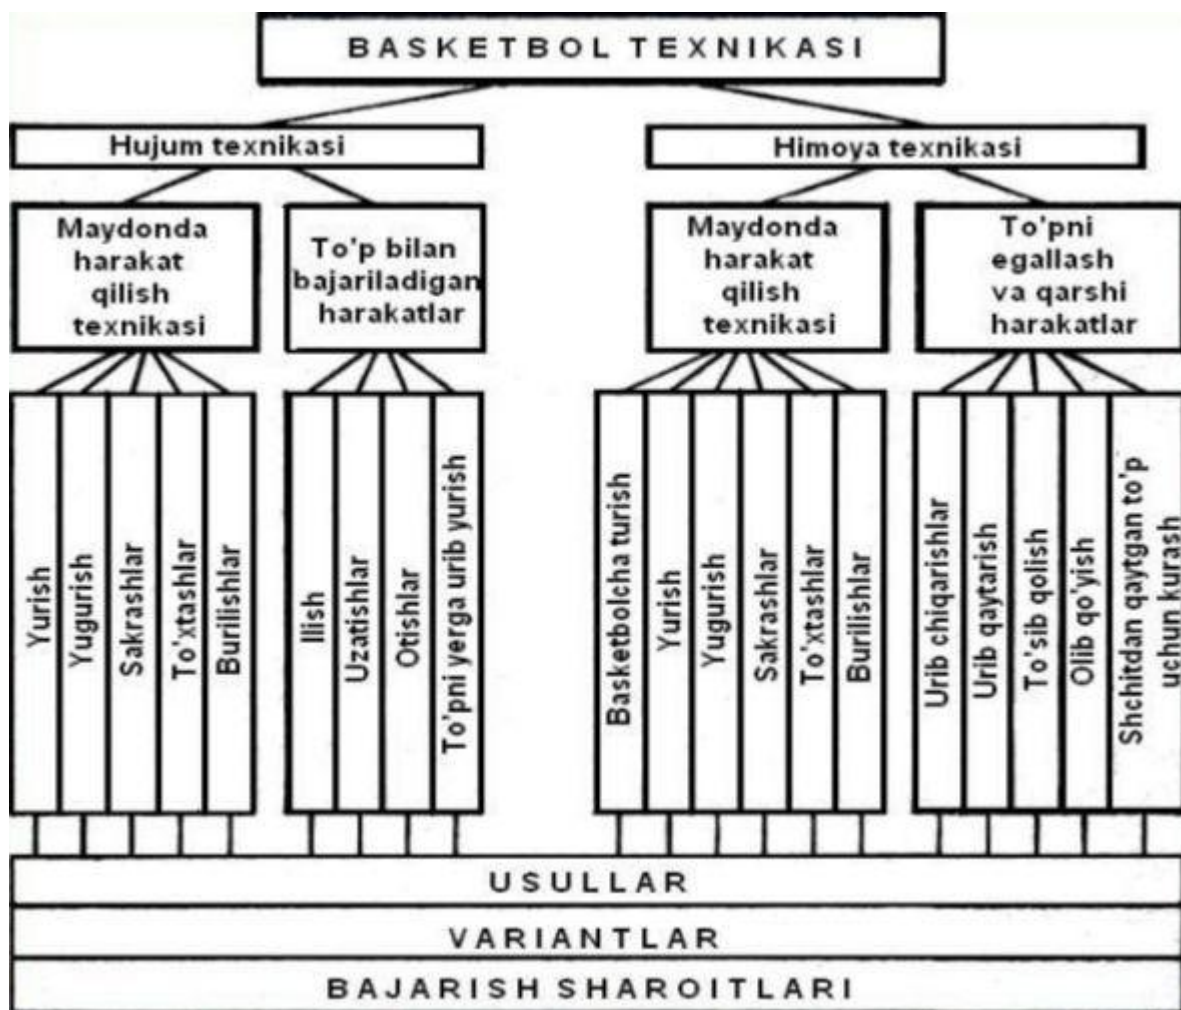 BASKETBOL TEXNIKASI
Hujum texnikasi
Himoya texnikasi
Maydonda
harakat
qilish
texnikasi
To'p bilan
bajariladigan
harakatlar
Maydonda
harakat
qilish
texnikasi
To'pni
egallash
va qarshi
harakatlar
Yurish
Yugurish
Sakrashlar
To'xtashlar
Burilishlar
Ilish
Uzatishlar
Otishlar
To'pni yerga urib yurish
Basketbolcha turish
Yurish
Yugurish
Sakrashlar
To'xtashlar
Burilishlar
Urib chiqarishlar
Urib qaytarish
To'sib qolish
Olib qo'yish
Shchitdan qaytgan to'p
uchun kurash
USULLAR
VARIANTLAR
BAJARISH SHAROITLARI